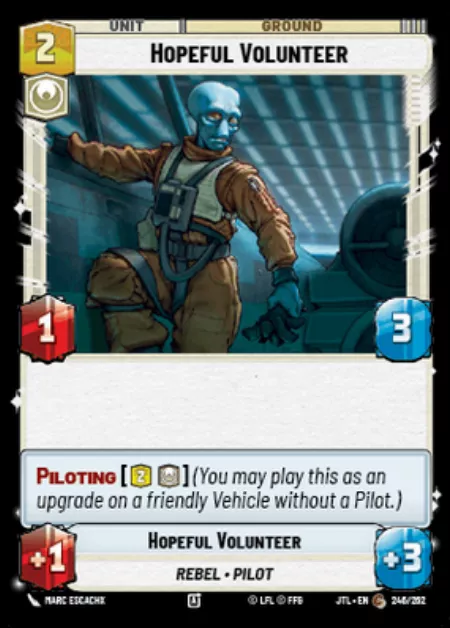 UNIT
GROUND
2
HOPEFUL VOLUNTEER
1
3
PILOTING [2 ] (You may play this as an
upgrade on a friendly Vehicle without a Pilot.)
HOPEFUL VOLUNTEER
+1
+3
REBEL • PILOT
MARC ESCACHX
© LFL © FFG
JTL • EN
246/262